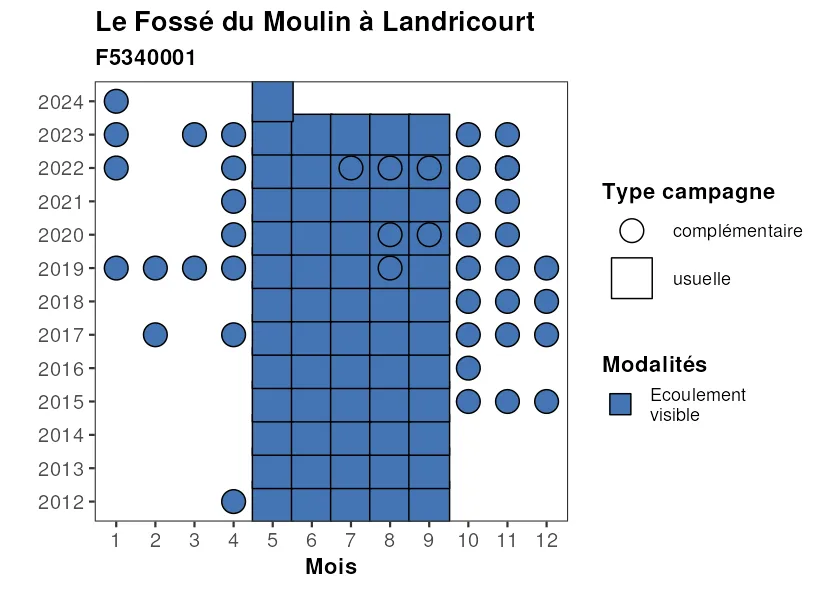 Le Fossé du Moulin à Landricourt
F5340001
2024
2023
2022
2021
2020
2019
2018
2017
2016
2015
2014
2013
2012
1 2 3 4 5 6 7 8 9 10 11 12
Mois
Type campagne
complémentaire
usuelle
Modalités
Ecoulement
visible